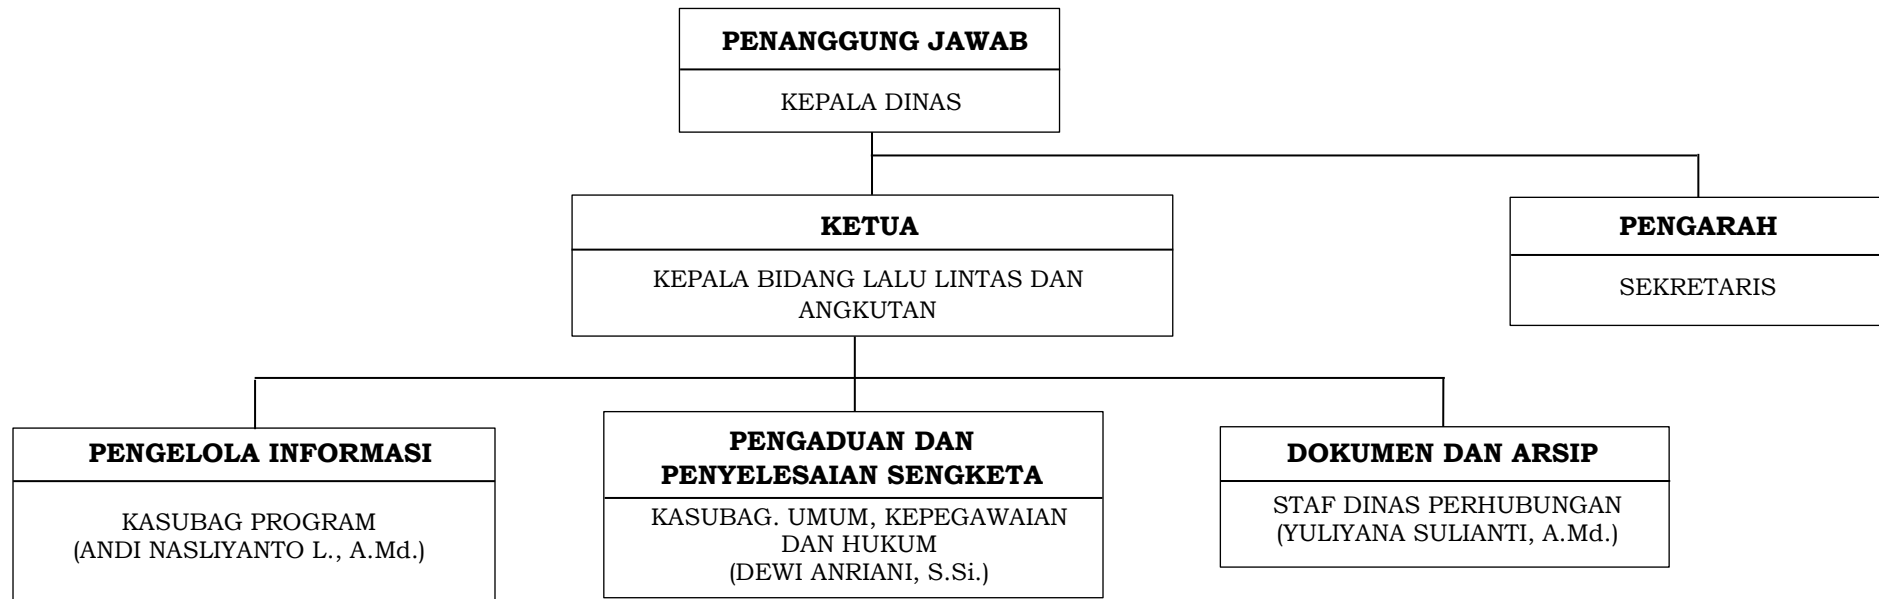 PENANGGUNG JAWAB
KEPALA DINAS
KETUA
KEPALA BIDANG LALU LINTAS DAN
ANGKUTAN
PENGARAH
SEKRETARIS
PENGELOLA INFORMASI
KASUBAG PROGRAM
(ANDI NASLIYANTO L., A.Md.)
PENGADUAN DAN
PENYELESAIAN SENGKETA
KASUBAG. UMUM, KEPEGAWAIAN
DAN HUKUM
(DEWI ANRIANI, S.Si.)
DOKUMEN DAN ARSIP
STAF DINAS PERHUBUNGAN
(YULIYANA SULIANTI, A.Md.)